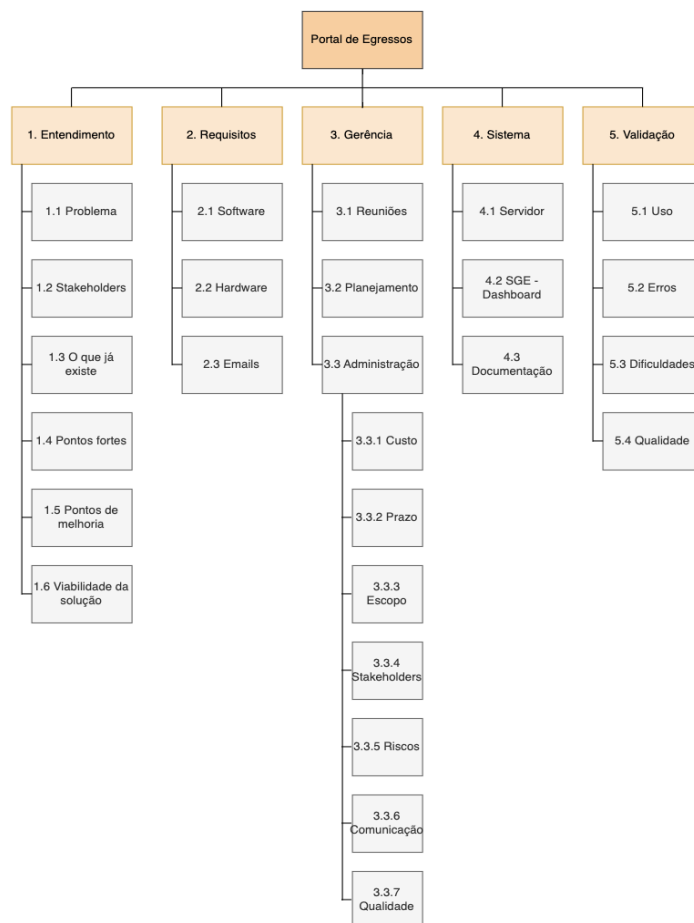 Portal de Egressos
1. Entendimento
2. Requisitos
3. Gerência
4. Sistema
5. Validação
1.1 Problema
1.2 Stakeholders
1.3 O que já
existe
1.4 Pontos fortes
1.5 Pontos de
melhoria
1.6 Viabilidade da
solução
2.1 Software
2.2 Hardware
2.3 Emails
3.1 Reuniões
3.2 Planejamento
3.3 Administração
3.3.1 Custo
3.3.2 Prazo
3.3.3
Escopo
3.3.4
Stakeholders
3.3.5 Riscos
3.3.6
Comunicação
3.3.7
Qualidade
4.1 Servidor
4.2 SGE -
Dashboard
4.3
Documentação
5.1 Uso
5.2 Erros
5.3 Dificuldades
5.4 Qualidade